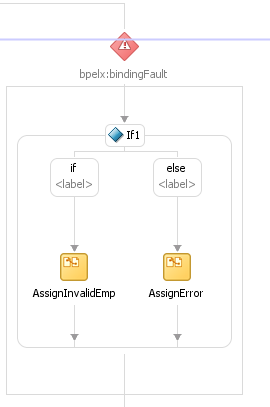 bpelx:bindingFault
If1
if
<label>
else
<label>
AssignInvalidEmp
AssignError